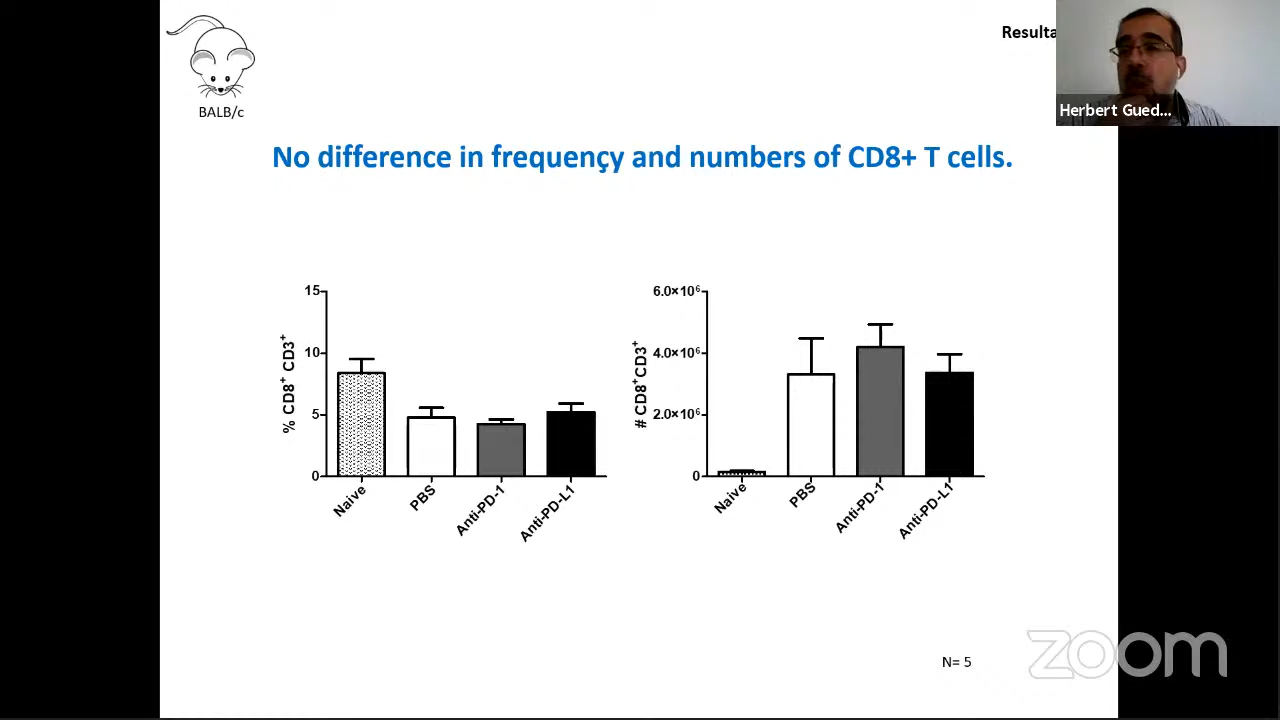 Resulta
Herbert Gued...
BALB/c
No difference in frequençy and numbers of CD8+ T cells.
15
10
5
0
% CD8⁺ CD3⁺
Naive
PBS
Anti-PD-1
Anti-PD-L1
6.0×10⁶
4.0×10⁶
2.0×10⁶
0
# CD8⁺CD3⁺
Naive
PBS
Anti-PD-1
Anti-PD-L1
N= 5
zoom